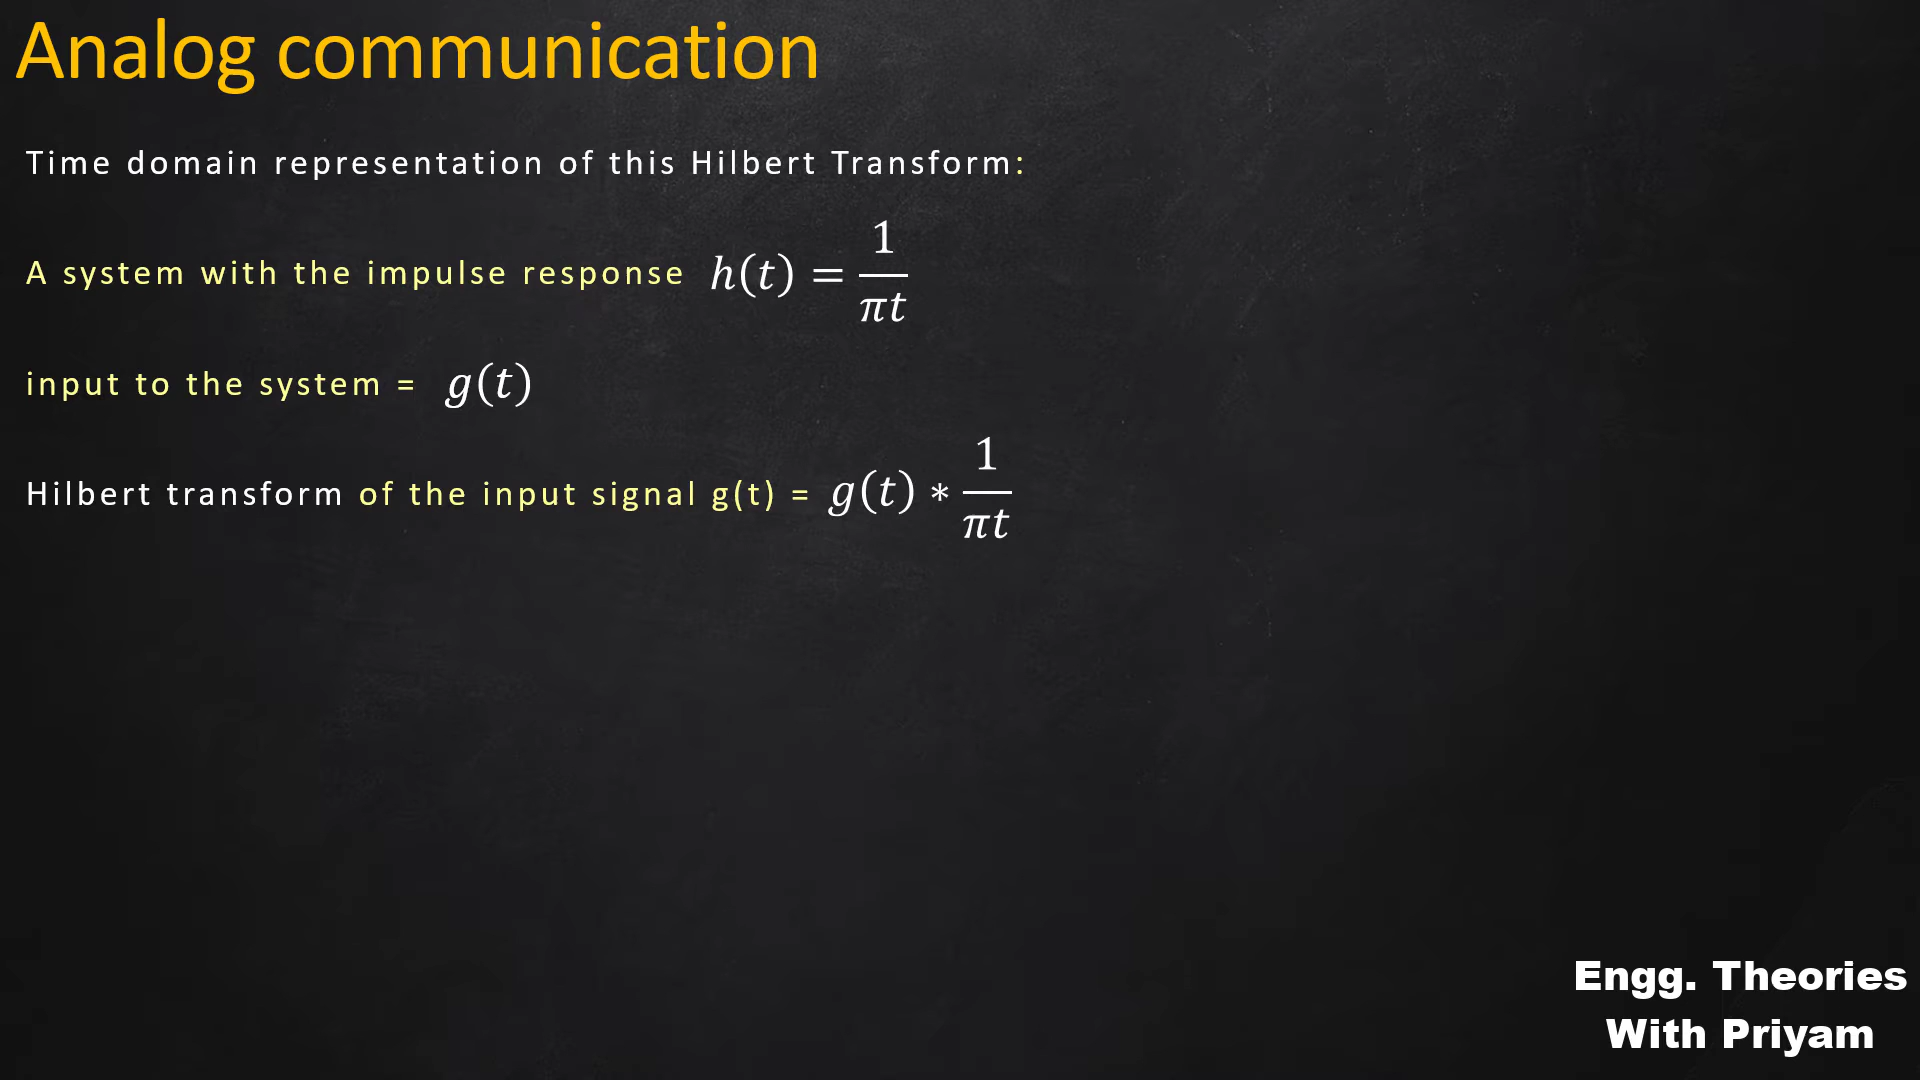 Analog communication
Time domain representation of this Hilbert Transform:
A system with the impulse response h(t) = 1/πt
input to the system = g(t)
Hilbert transform of the input signal g(t) = g(t) * 1/πt
Engg. Theories
With Priyam